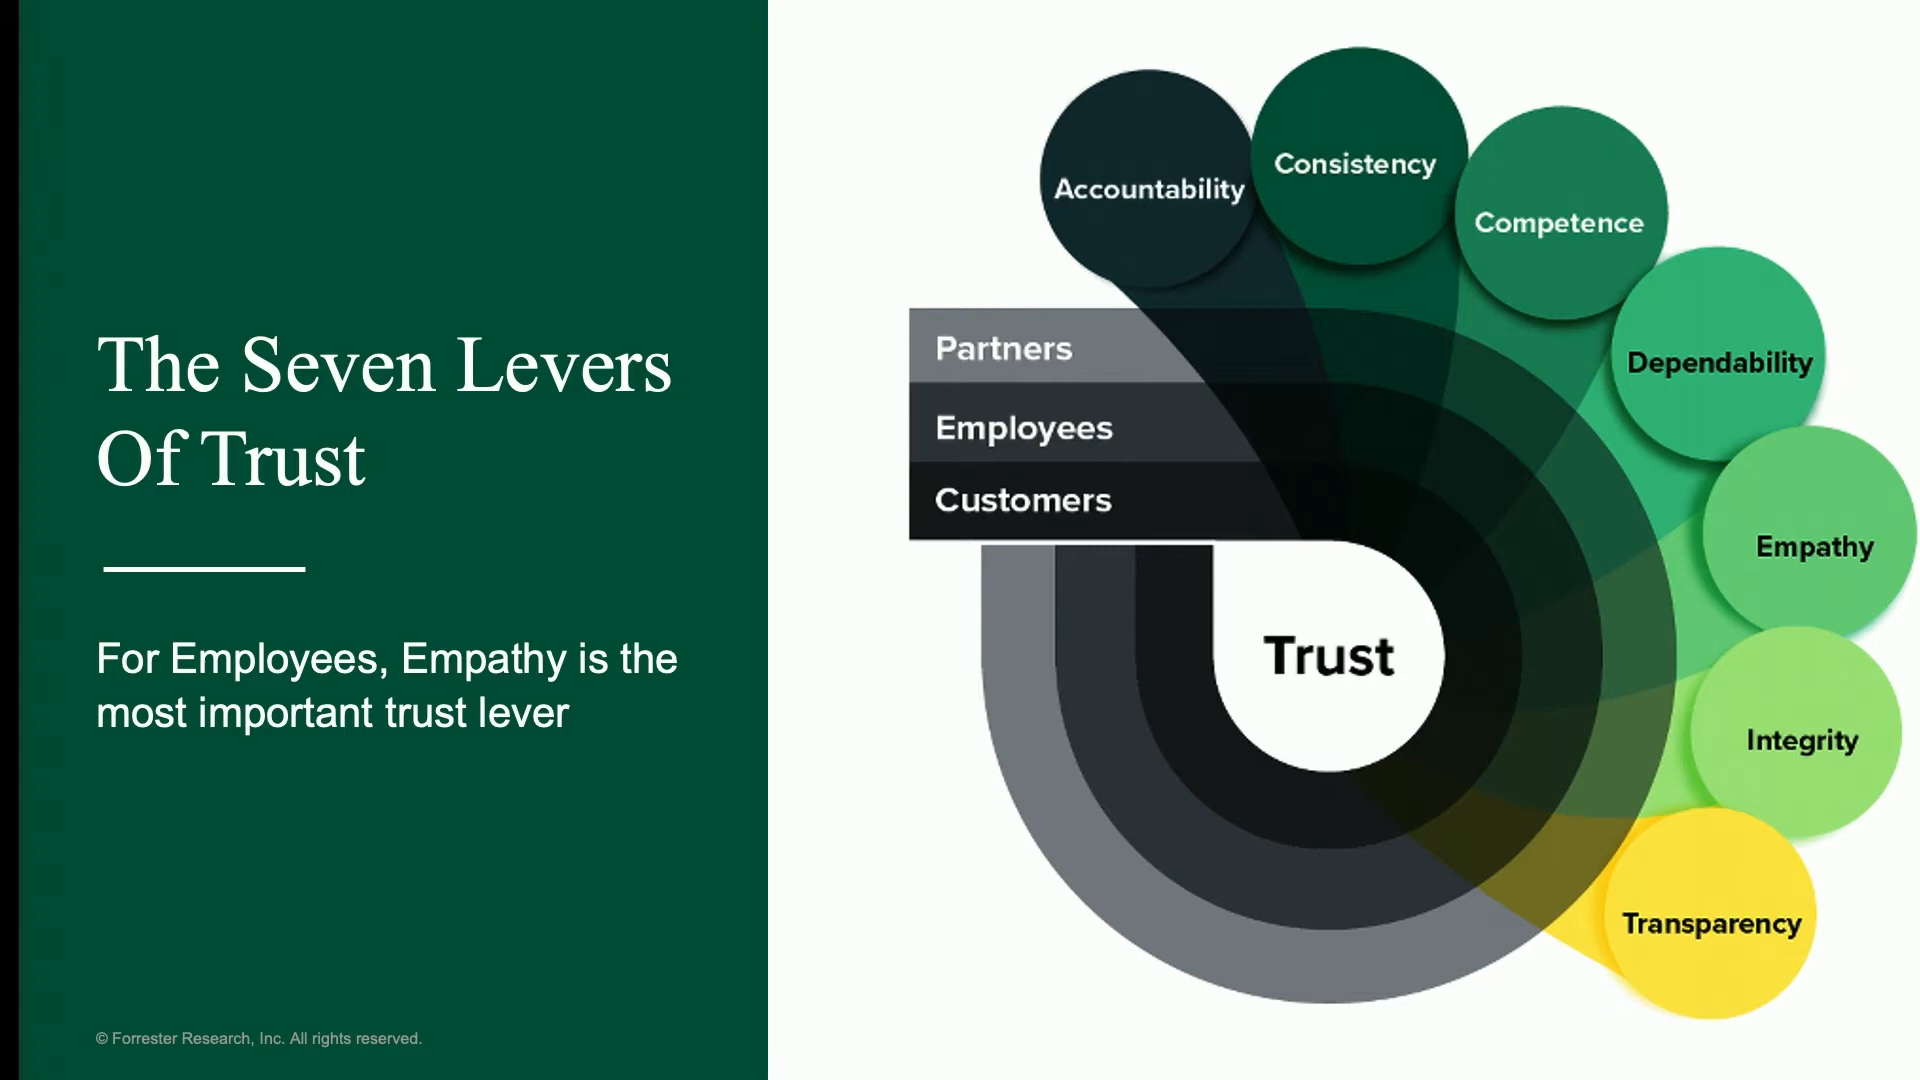 The Seven Levers
Of Trust
For Employees, Empathy is the
most important trust lever
© Forrester Research, Inc. All rights reserved.
Accountability
Consistency
Competence
Dependability
Empathy
Integrity
Transparency
Partners
Employees
Customers
Trust